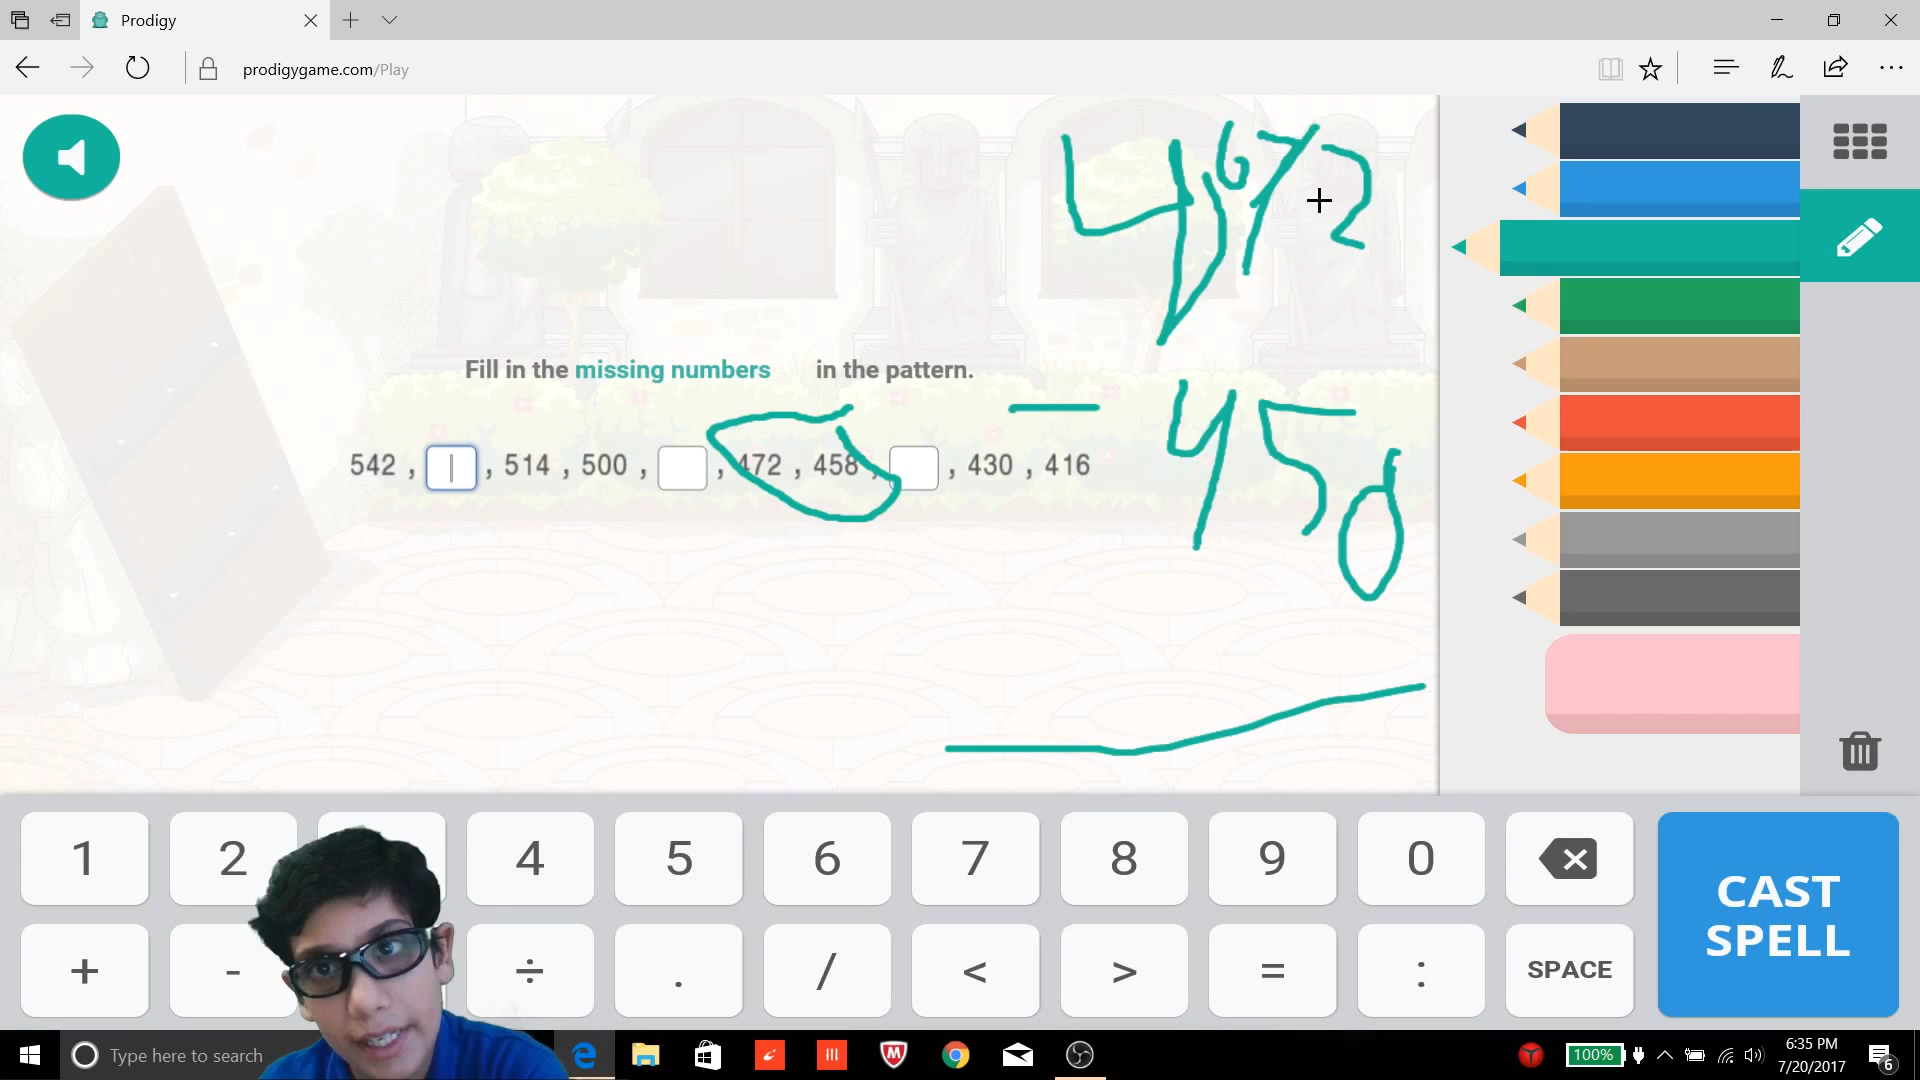 Prodigy
prodigygame.com/Play
4672
Fill in the missing numbers in the pattern.
542 , , 514 , 500 , , 472 , 458 , , 430 , 416
458
1 2 4 5 6 7 8 9 0
+ - ÷ . / < > = : SPACE
CAST
SPELL
Type here to search
100%
6:35 PM
7/20/2017
6